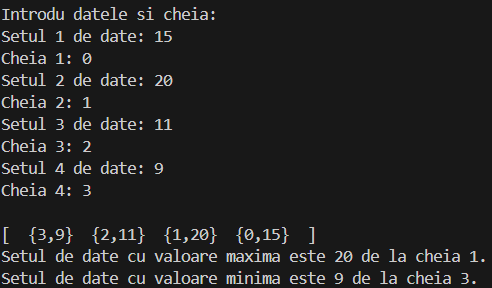 Introdu datele si cheia:
Setul 1 de date: 15
Cheia 1: 0
Setul 2 de date: 20
Cheia 2: 1
Setul 3 de date: 11
Cheia 3: 2
Setul 4 de date: 9
Cheia 4: 3
[  {3,9}  {2,11}  {1,20}  {0,15}  ]
Setul de date cu valoare maxima este 20 de la cheia 1.
Setul de date cu valoare minima este 9 de la cheia 3.